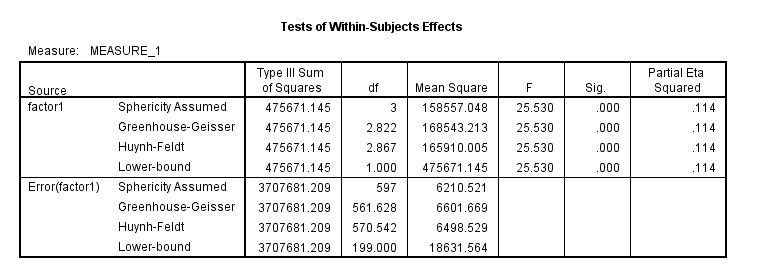 Tests of Within-Subjects Effects
Measure: MEASURE_1
Source Type III Sum of Squares df Mean Square F Sig. Partial Eta Squared
factor1 Sphericity Assumed 475671.145 3 158557.048 25.530 .000 .114
Greenhouse-Geisser 475671.145 2.822 168543.213 25.530 .000 .114
Huynh-Feldt 475671.145 2.867 165910.005 25.530 .000 .114
Lower-bound 475671.145 1.000 475671.145 25.530 .000 .114
Error(factor1) Sphericity Assumed 3707681.209 597 6210.521
Greenhouse-Geisser 3707681.209 561.628 6601.669
Huynh-Feldt 3707681.209 570.542 6498.529
Lower-bound 3707681.209 199.000 18631.564